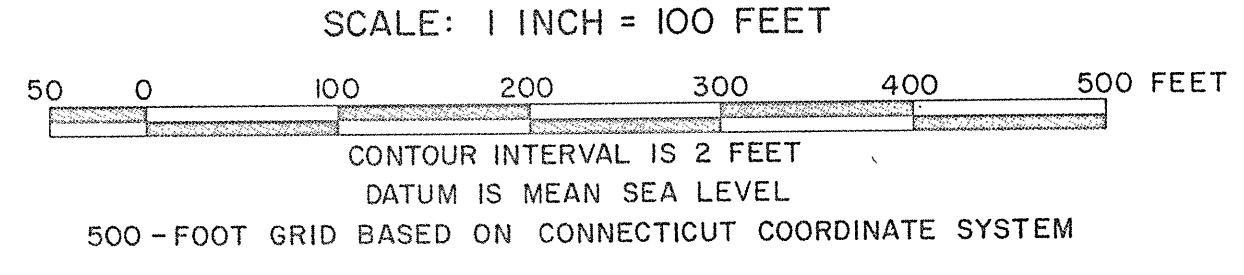 SCALE: 1 INCH = 100 FEET
50 0 100 200 300 400 500 FEET
CONTOUR INTERVAL IS 2 FEET
DATUM IS MEAN SEA LEVEL
500-FOOT GRID BASED ON CONNECTICUT COORDINATE SYSTEM